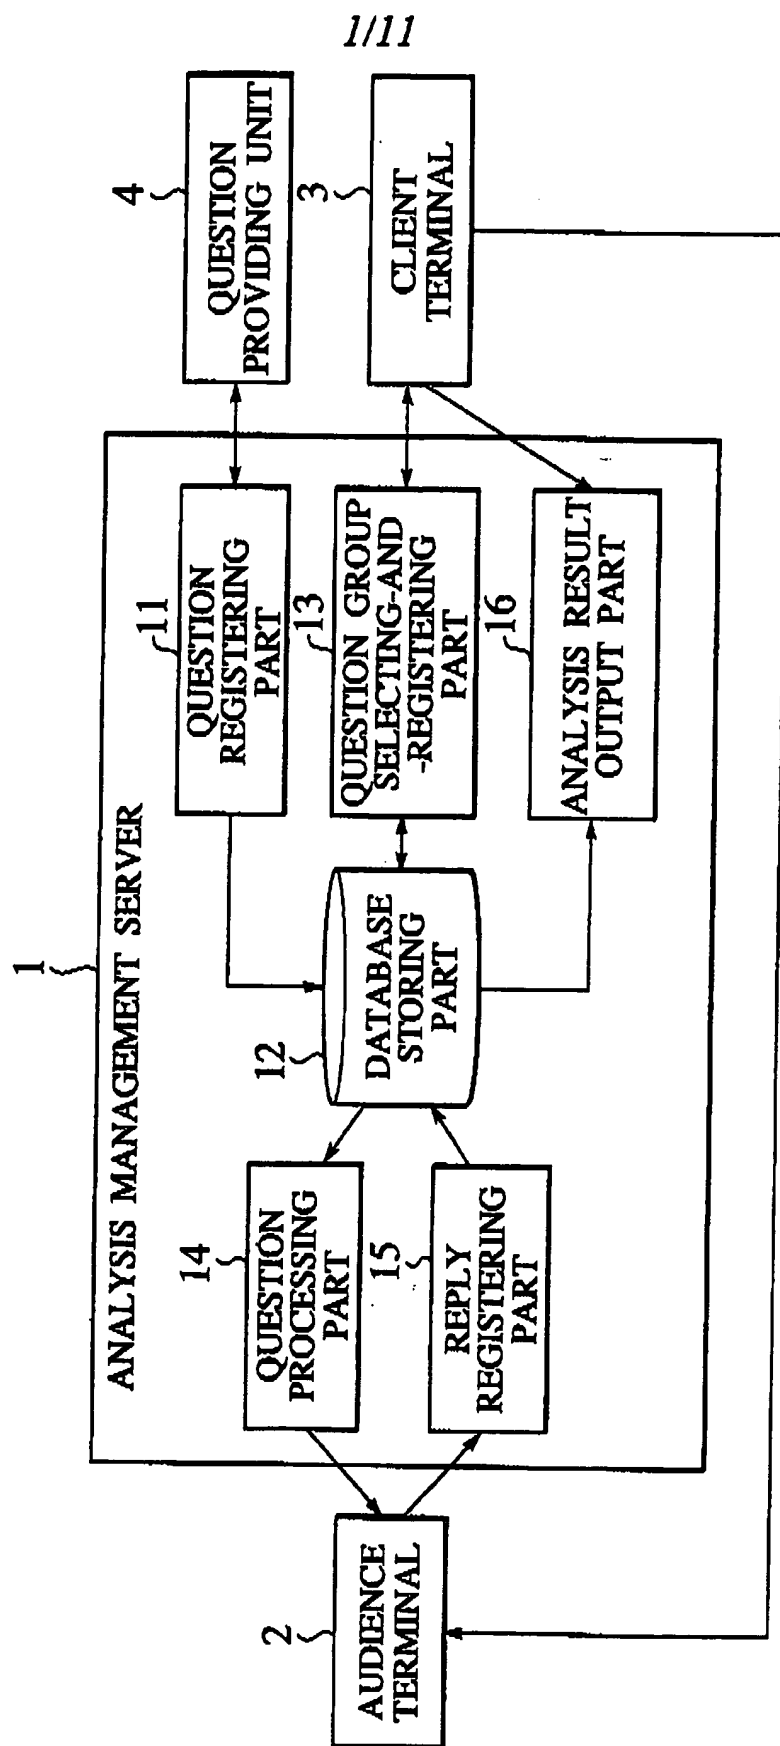 1/11
1
ANALYSIS MANAGEMENT SERVER
2
AUDIENCE
TERMINAL
14
QUESTION
PROCESSING
PART
15
REPLY
REGISTERING
PART
12
DATABASE
STORING
PART
11
QUESTION
REGISTERING
PART
13
QUESTION GROUP
SELECTING-AND
-REGISTERING
PART
16
ANALYSIS RESULT
OUTPUT PART
4
QUESTION
PROVIDING UNIT
3
CLIENT
TERMINAL